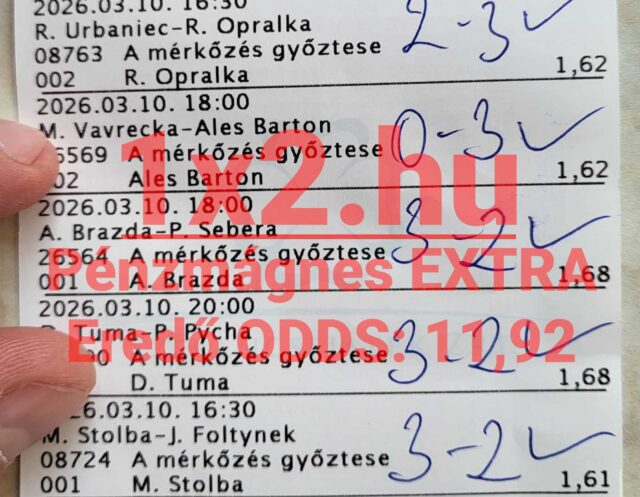 2026.03.10. 16:30
R. Urbaniec-R. Opralka
08763 A mérkőzés győztese
002 R. Opralka 1,62
2-3 ✓
2026.03.10. 18:00
M. Vavrecka-Ales Barton
6569 A mérkőzés győztese
02 Ales Barton 1,62
0-3 ✓
2026.03.10. 18:00
A. Brazda-P. Sebera
26564 A mérkőzés győztese
001 A. Brazda 1,68
3-2 ✓
2026.03.10. 20:00
Tuma-P. Pycha
A mérkőzés győztese
D. Tuma 1,68
3-2 ✓
26.03.10. 16:30
M. Stolba-J. Foltynek
08724 A mérkőzés győztese
001 M. Stolba 1,61
3-2 ✓
1x2.hu
Pénzmágnes EXTRA
Eredő ODDS: 11,92